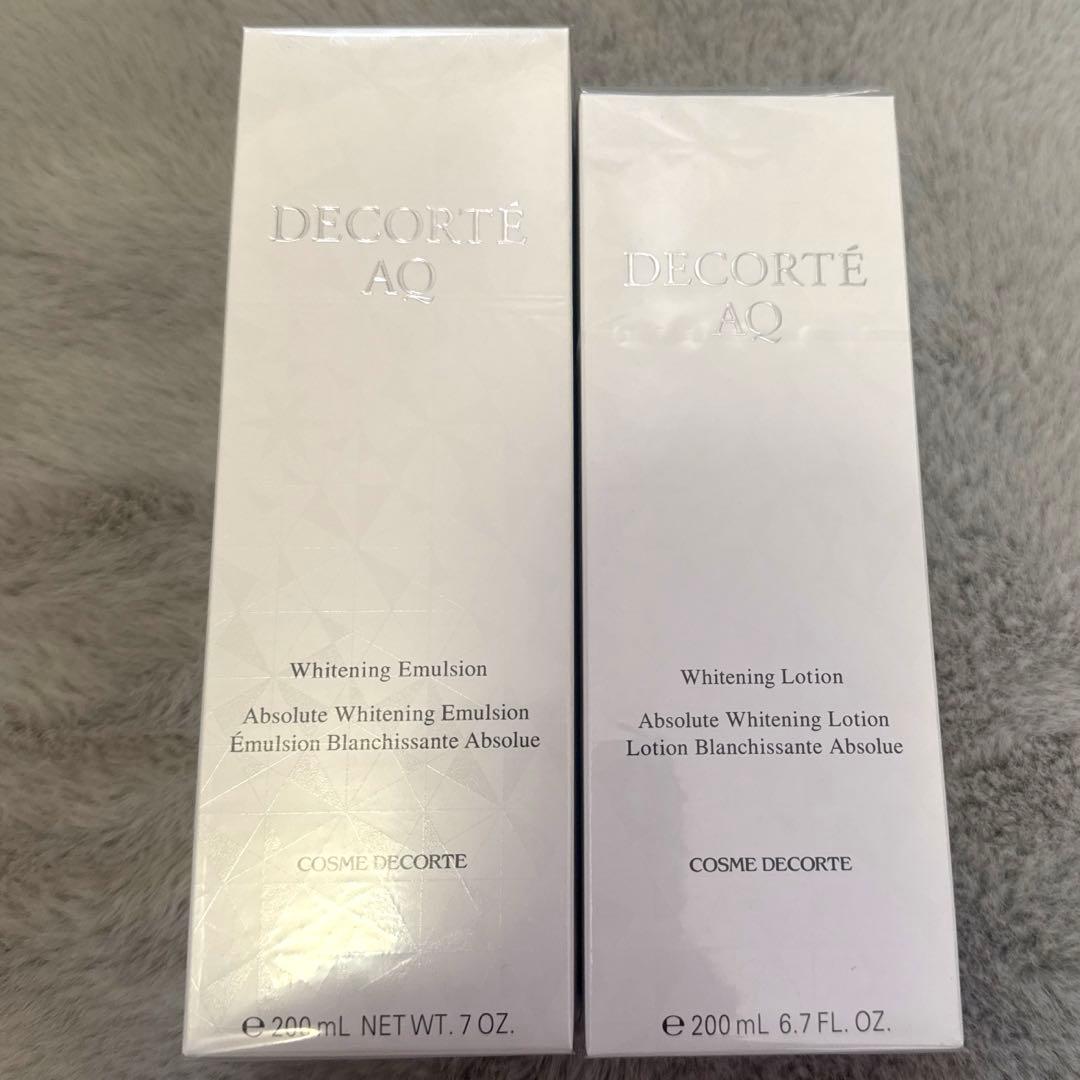 DECORTÉ
AQ
Whitening Emulsion
Absolute Whitening Emulsion
Émulsion Blanchissante Absolue
COSME DECORTE
℮ 200 mL NET WT. 7 OZ.
DECORTÉ
AQ
Whitening Lotion
Absolute Whitening Lotion
Lotion Blanchissante Absolue
COSME DECORTE
℮ 200 mL 6.7 FL. OZ.